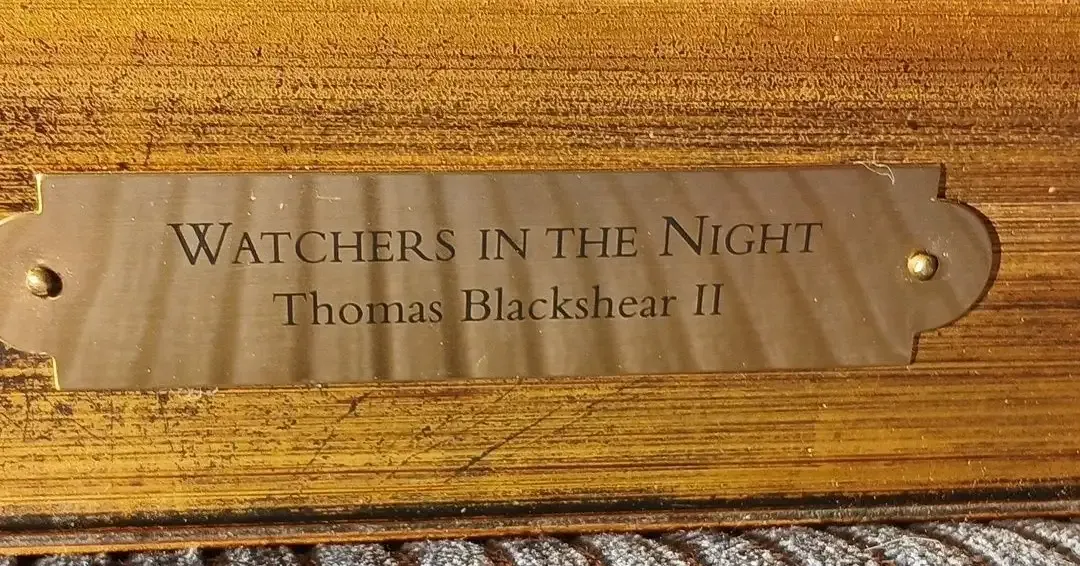 WATCHERS IN THE NIGHT
Thomas Blackshear II